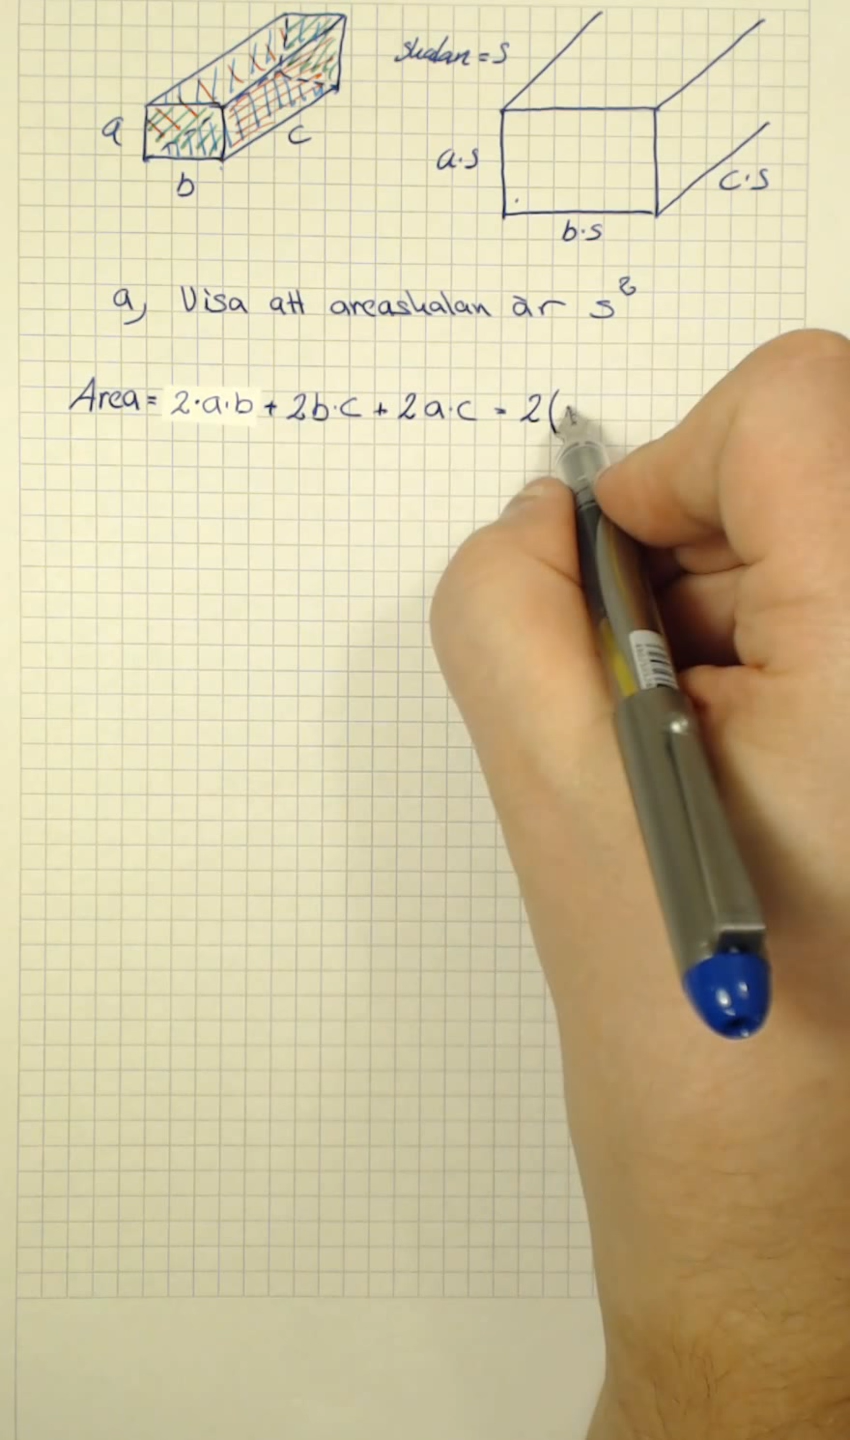 a
b
c
skalan = s
a·s
b·s
c·s
a) Visa att areaskalan är s²
Area = 2·a·b + 2b·c + 2a·c = 2(